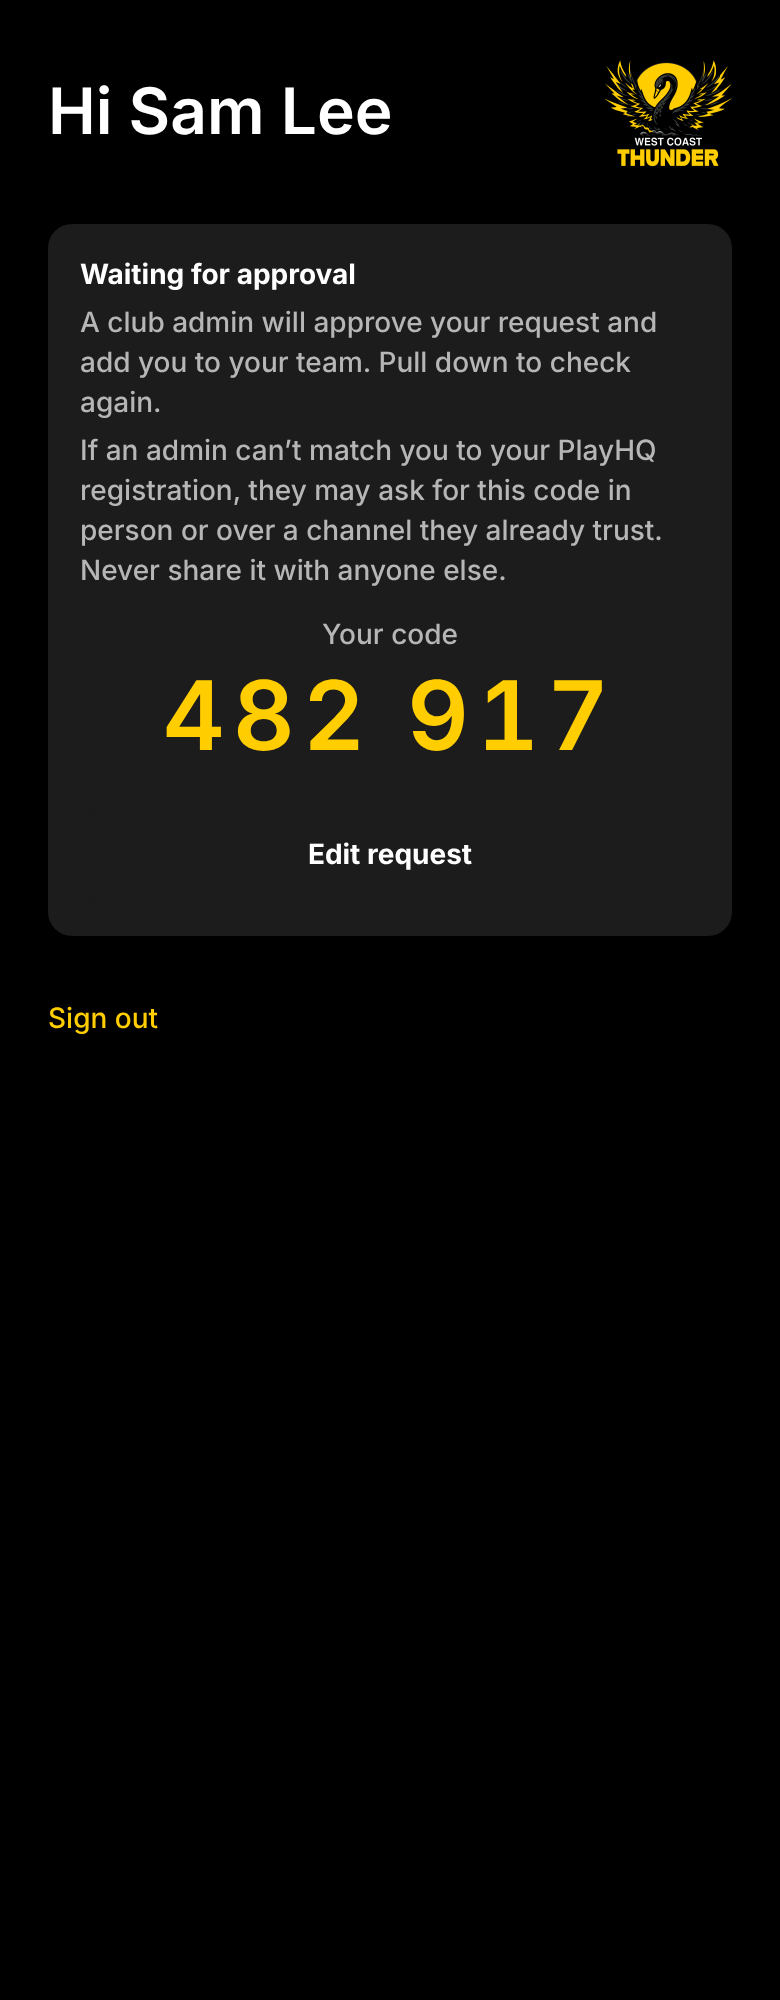 Hi Sam Lee
WEST COAST
THUNDER
Waiting for approval
A club admin will approve your request and
add you to your team. Pull down to check
again.
If an admin can’t match you to your PlayHQ
registration, they may ask for this code in
person or over a channel they already trust.
Never share it with anyone else.
Your code
482 917
Edit request
Sign out